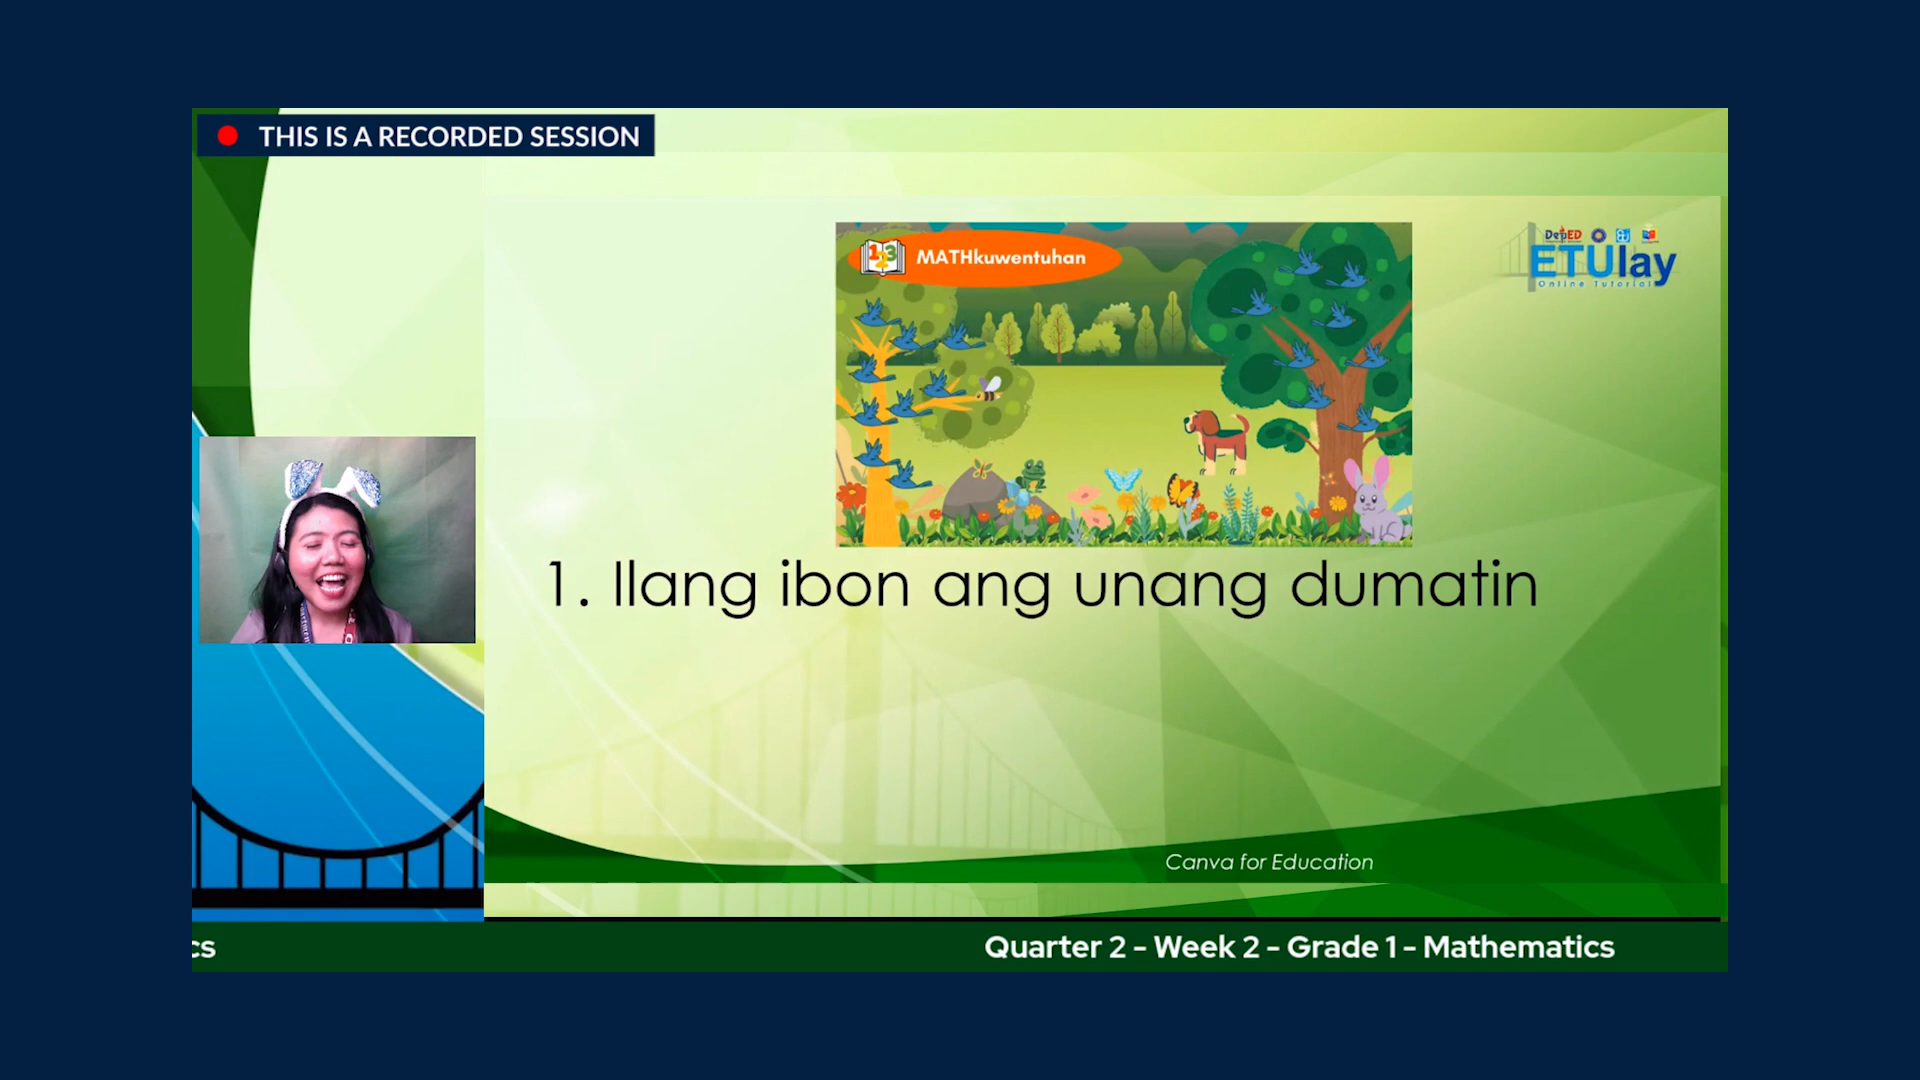 THIS IS A RECORDED SESSION
123
MATHkuwentuhan
DepED
ETUlay
Online Tutorial
1. Ilang ibon ang unang dumatin
Canva for Education
cs
Quarter 2 - Week 2 - Grade 1 - Mathematics